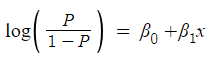 log( P / (1 − P) ) = β₀ + β₁x